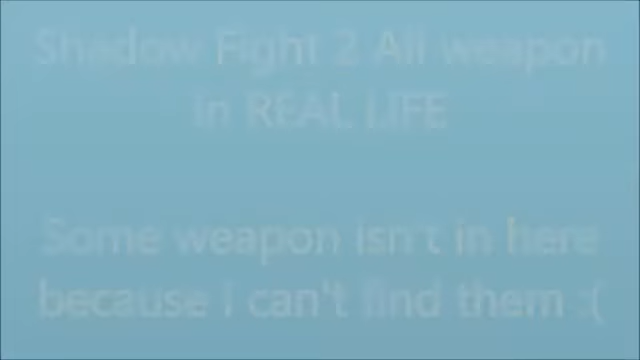 Shadow Fight 2 All weapon
in REAL LIFE
Some weapon isn't in here
because i can't find them :(